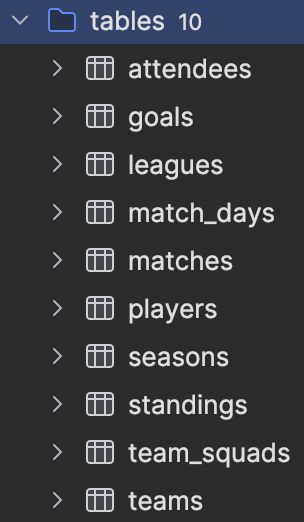 tables 10
attendees
goals
leagues
match_days
matches
players
seasons
standings
team_squads
teams